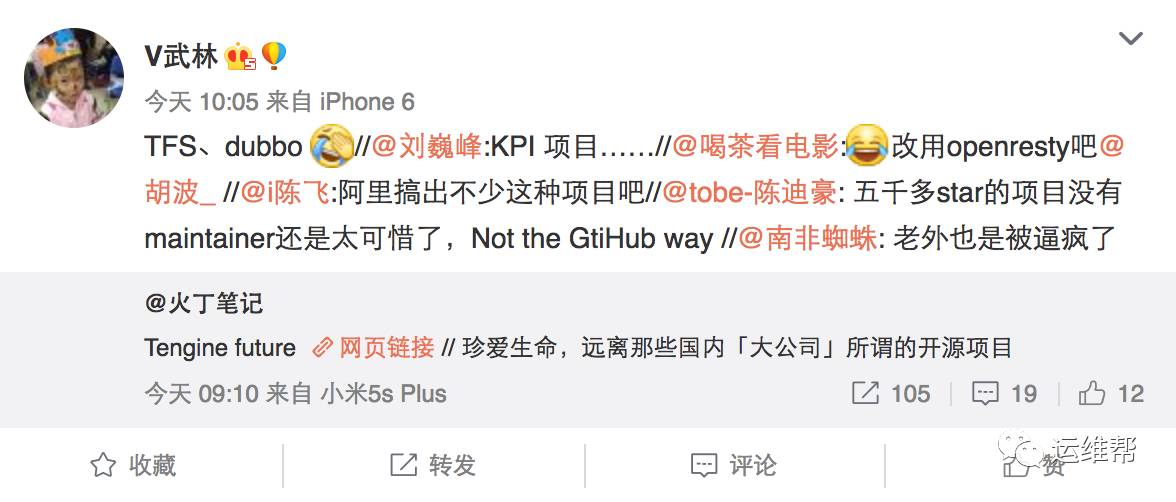 V武林
今天 10:05 来自 iPhone 6
TFS、dubbo //@刘巍峰:KPI 项目……//@喝茶看电影:改用openresty吧@
胡波_ //@i陈飞:阿里搞出不少这种项目吧//@tobe-陈迪豪: 五千多star的项目没有
maintainer还是太可惜了，Not the GtiHub way //@南非蜘蛛: 老外也是被逼疯了
@火丁笔记
Tengine future 网页链接 // 珍爱生命，远离那些国内「大公司」所谓的开源项目
今天 09:10 来自 小米5s Plus 105 19 12
收藏 转发 评论 赞
运维帮